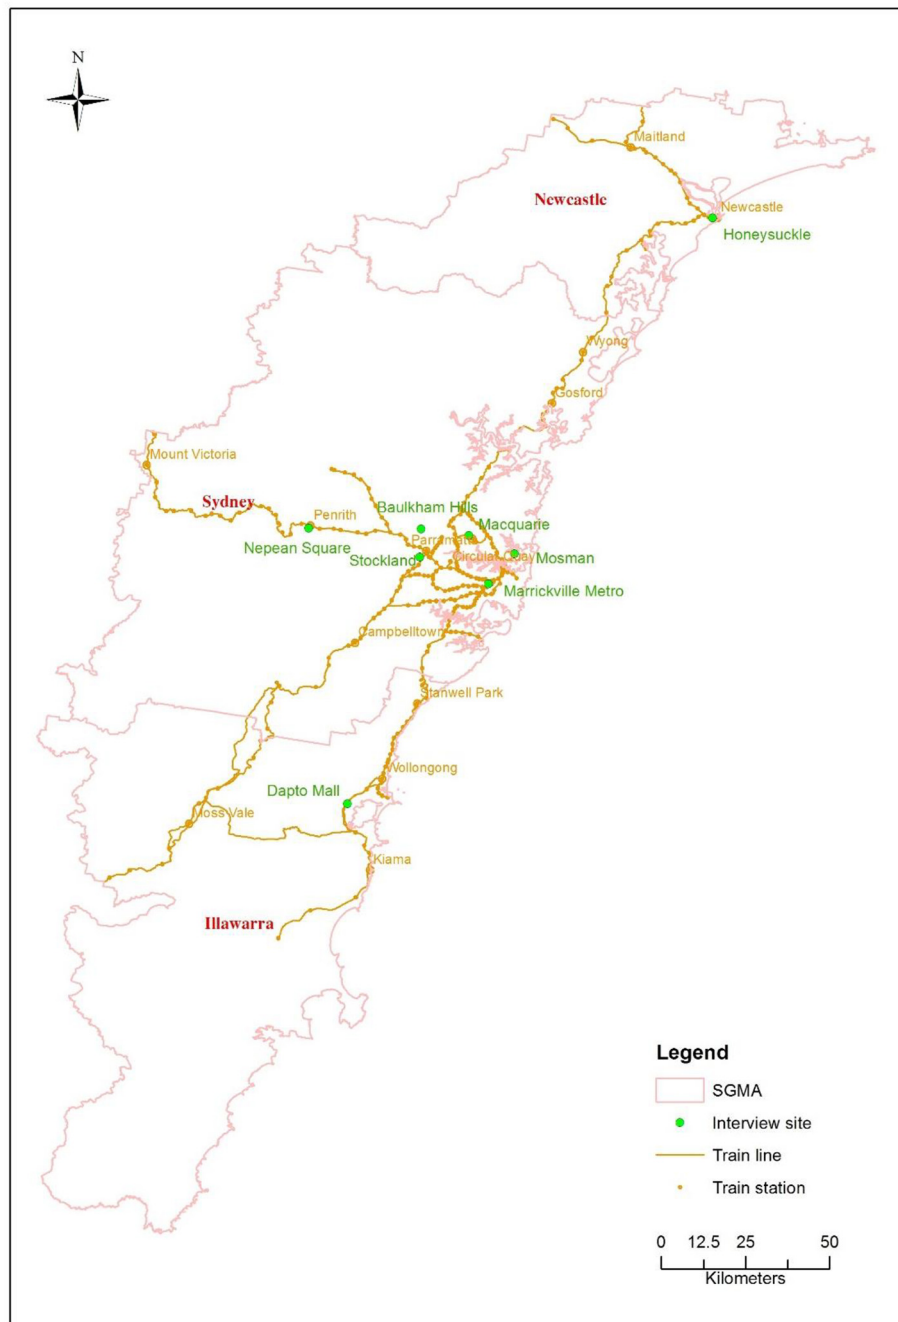 N
Maitland
Newcastle
Newcastle
Honeysuckle
Wyong
Gosford
Mount Victoria
Sydney
Penrith
Baulkham Hills
Macquarie
Nepean Square
Parramatta
Stockland
Circular Quay
Mosman
Marrickville Metro
Campbelltown
Stanwell Park
Wollongong
Dapto Mall
Moss Vale
Kiama
Illawarra
Legend
SGMA
Interview site
Train line
Train station
0 12.5 25 50
Kilometers